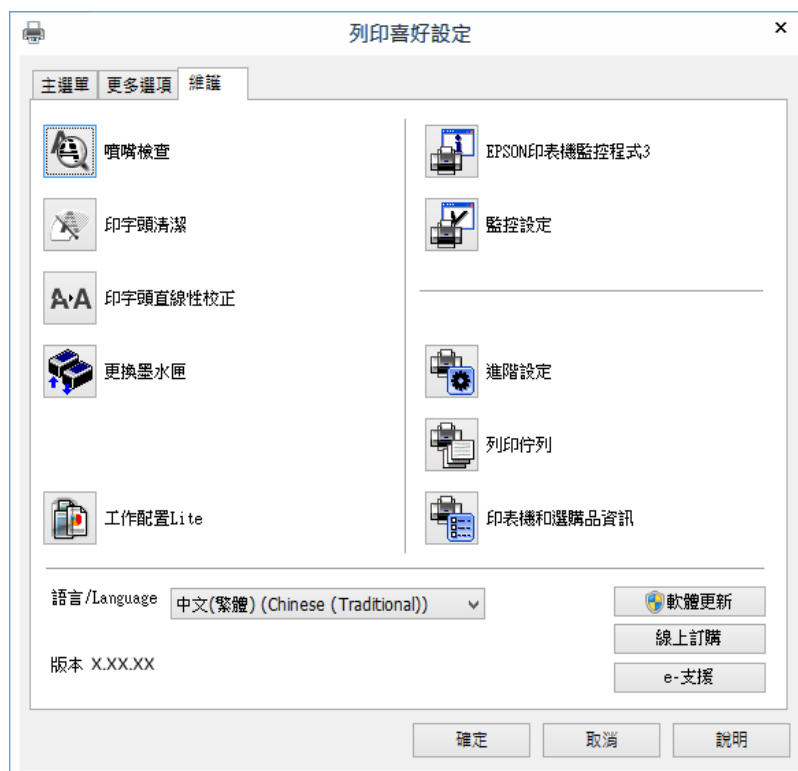 列印喜好設定
主選單 更多選項 維護
噴嘴檢查
印字頭清潔
印字頭直線性校正
更換墨水匣
工作配置Lite
EPSON印表機監控程式3
監控設定
進階設定
列印佇列
印表機和選購品資訊
語言/Language 中文(繁體) (Chinese (Traditional))
版本 X.XX.XX
軟體更新
線上訂購
e-支援
確定 取消 說明